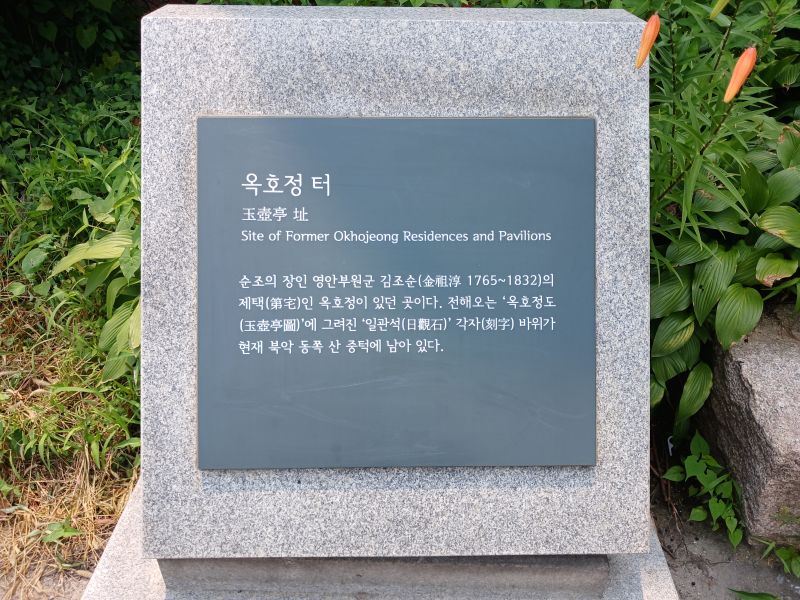 옥호정 터
玉壺亭 址
Site of Former Okhojeong Residences and Pavilions
순조의 장인 영안부원군 김조순(金祖淳 1765~1832)의
제택(第宅)인 옥호정이 있던 곳이다. 전해오는 ‘옥호정도
(玉壺亭圖)’에 그려진 ‘일관석(日觀石)’ 각자(刻字) 바위가
현재 북악 동쪽 산 중턱에 남아 있다.